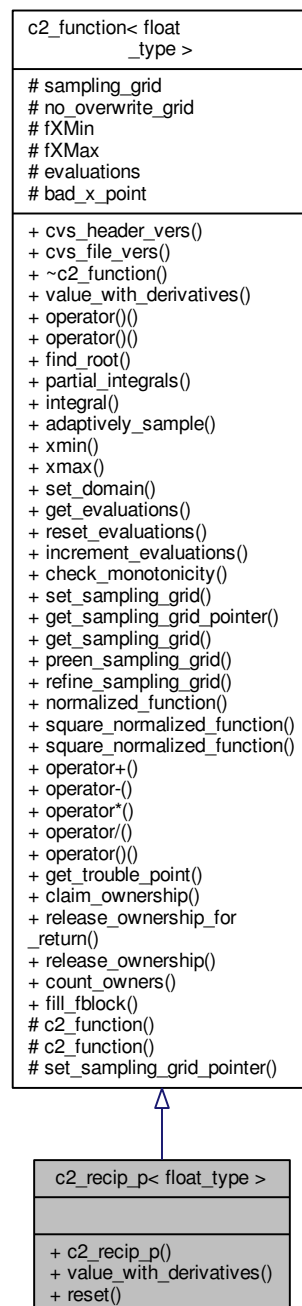 c2_function< float
_type >
# sampling_grid
# no_overwrite_grid
# fXMin
# fXMax
# evaluations
# bad_x_point
+ cvs_header_vers()
+ cvs_file_vers()
+ ~c2_function()
+ value_with_derivatives()
+ operator()()
+ operator()()
+ find_root()
+ partial_integrals()
+ integral()
+ adaptively_sample()
+ xmin()
+ xmax()
+ set_domain()
+ get_evaluations()
+ reset_evaluations()
+ increment_evaluations()
+ check_monotonicity()
+ set_sampling_grid()
+ get_sampling_grid_pointer()
+ get_sampling_grid()
+ preen_sampling_grid()
+ refine_sampling_grid()
+ normalized_function()
+ square_normalized_function()
+ square_normalized_function()
+ operator+()
+ operator-()
+ operator*()
+ operator/()
+ operator()()
+ get_trouble_point()
+ claim_ownership()
+ release_ownership_for
_return()
+ release_ownership()
+ count_owners()
+ fill_fblock()
# c2_function()
# c2_function()
# set_sampling_grid_pointer()
c2_recip_p< float_type >
+ c2_recip_p()
+ value_with_derivatives()
+ reset()